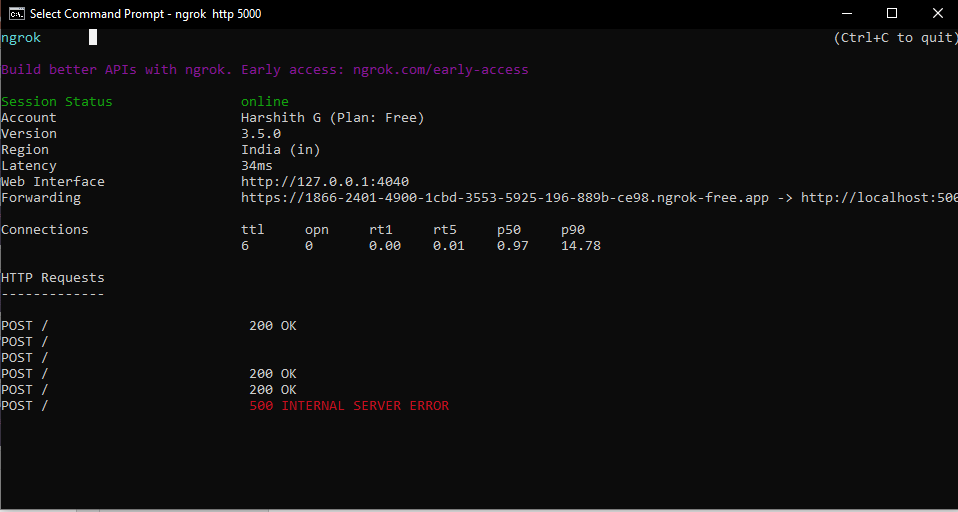 Select Command Prompt - ngrok http 5000
ngrok (Ctrl+C to quit)
Build better APIs with ngrok. Early access: ngrok.com/early-access
Session Status online
Account Harshith G (Plan: Free)
Version 3.5.0
Region India (in)
Latency 34ms
Web Interface http://127.0.0.1:4040
Forwarding https://1866-2401-4900-1cbd-3553-5925-196-889b-ce98.ngrok-free.app -> http://localhost:500
Connections ttl opn rt1 rt5 p50 p90
6 0 0.00 0.01 0.97 14.78
HTTP Requests
-------------
POST / 200 OK
POST /
POST /
POST / 200 OK
POST / 200 OK
POST / 500 INTERNAL SERVER ERROR